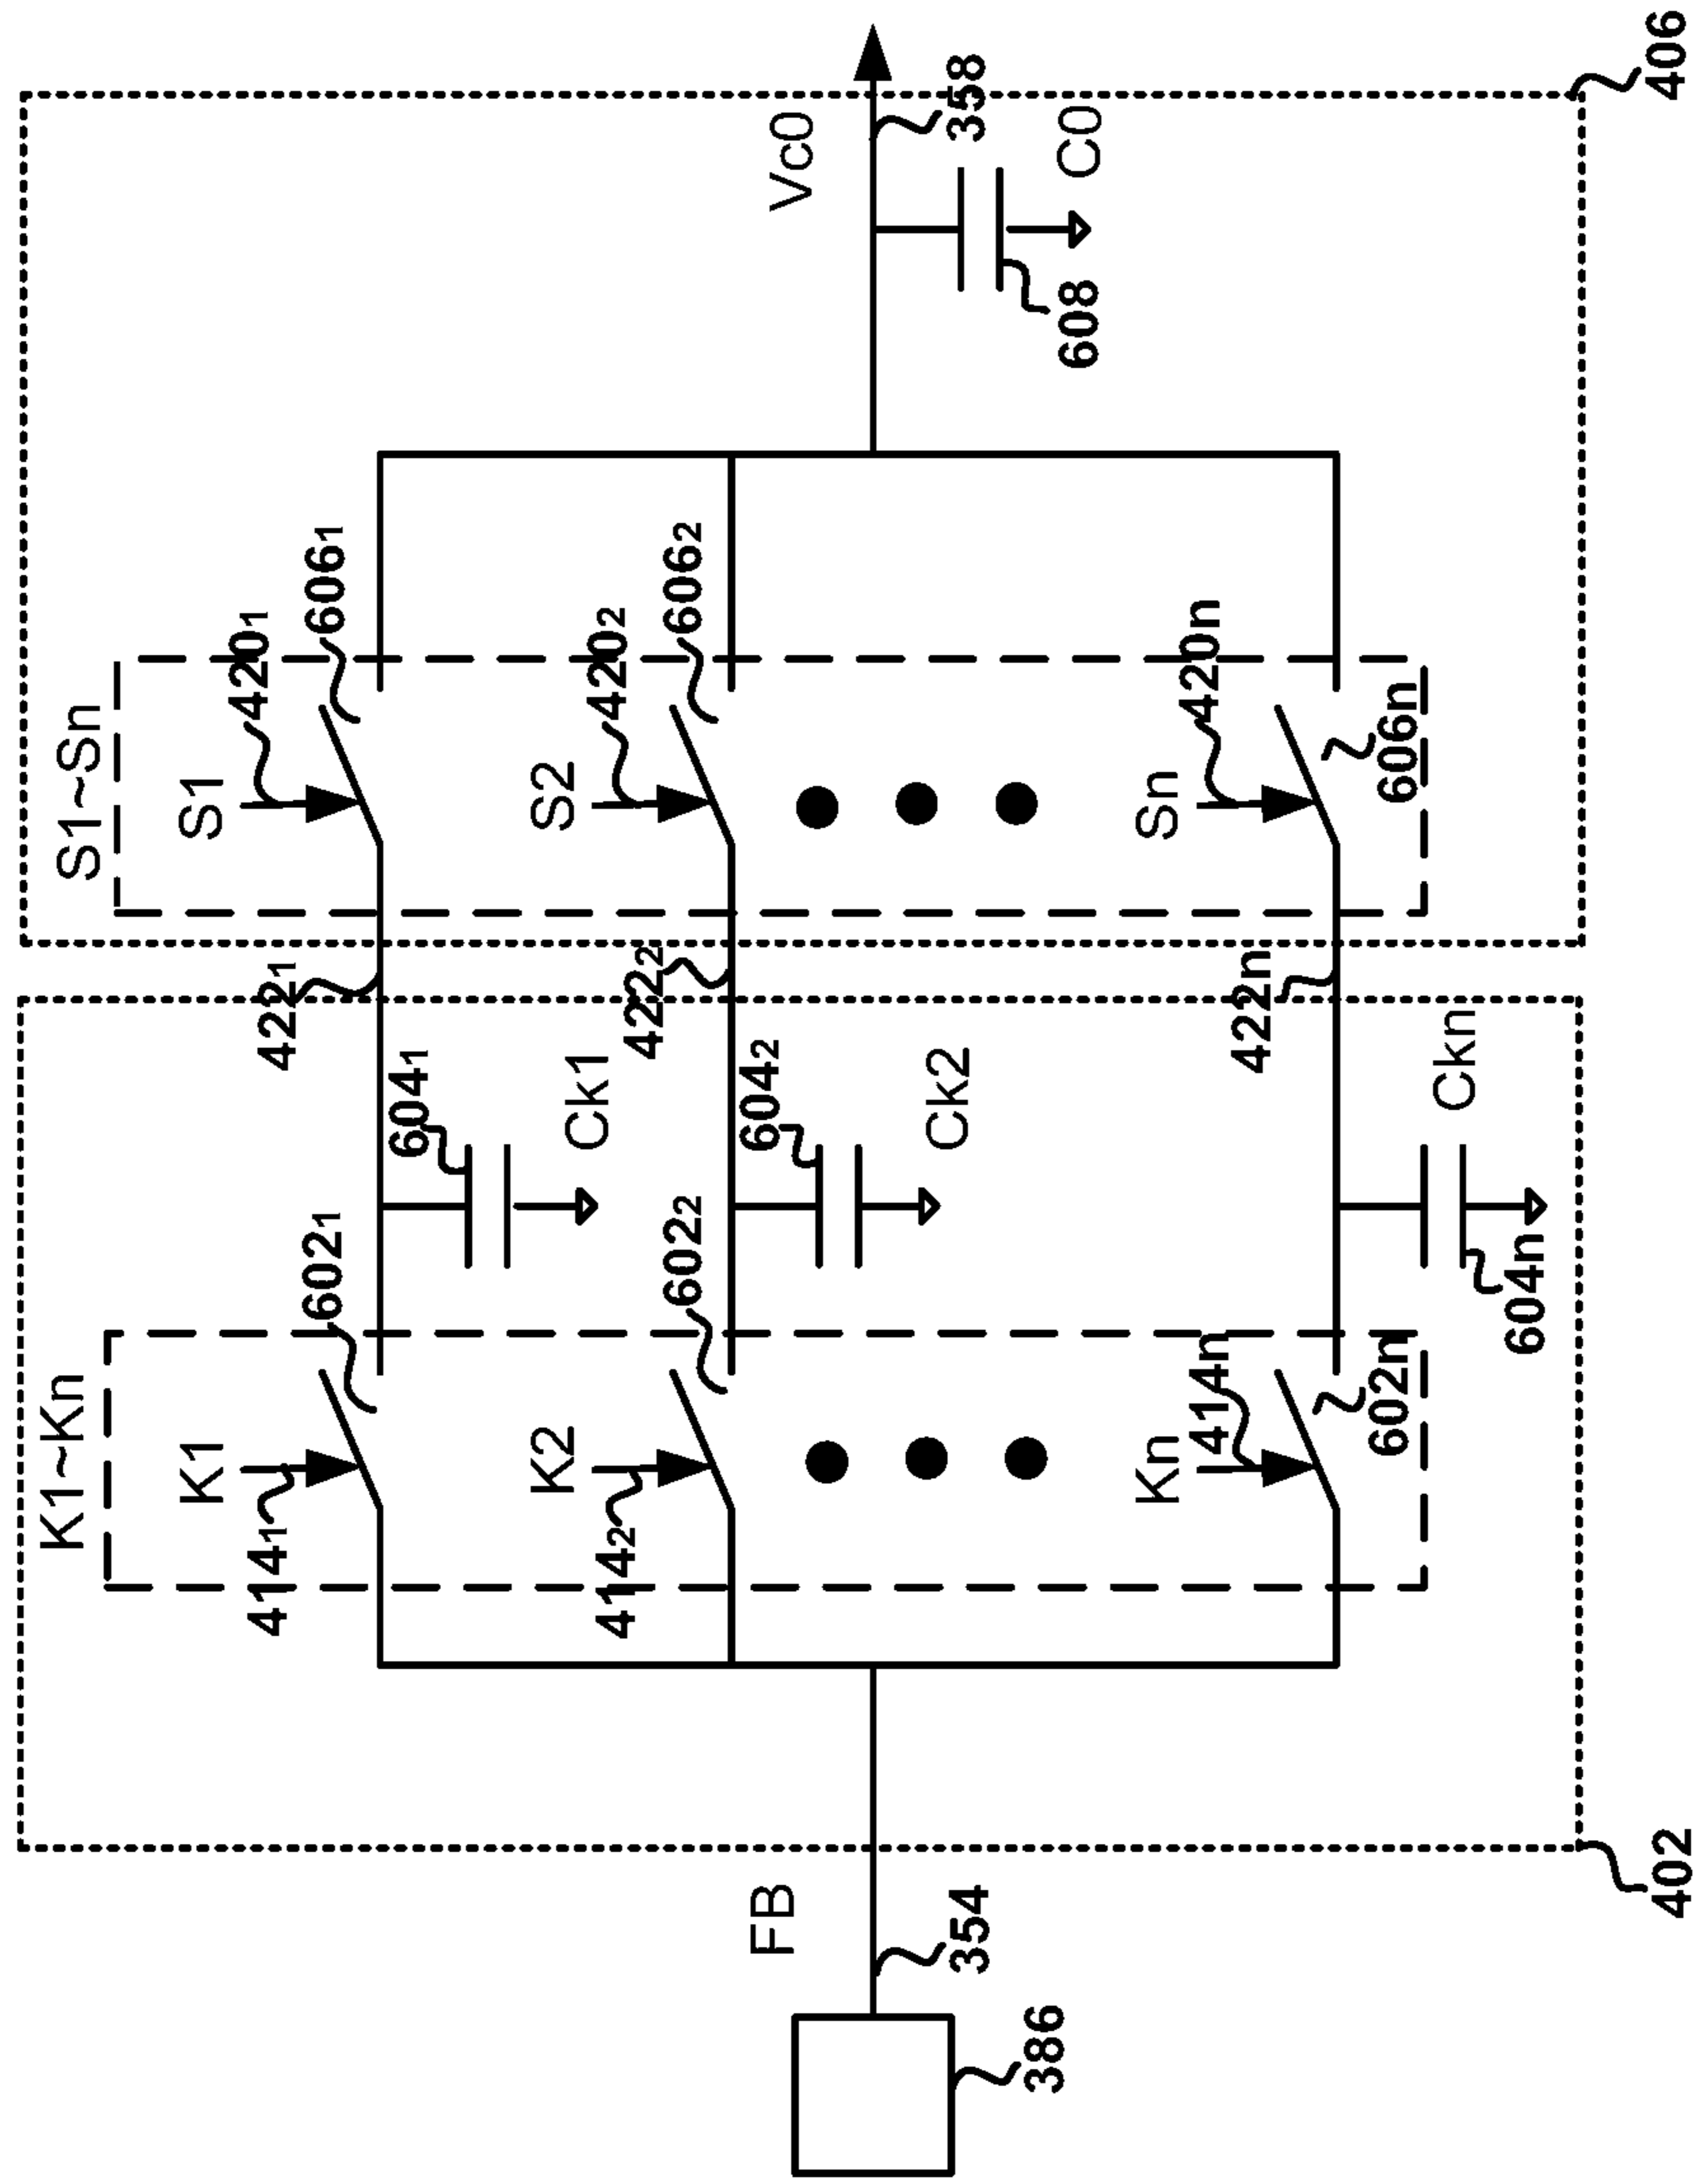 K1~Kn
S1~Sn
414₁
K1
602₁
422₁
S1
420₁
606₁
604₁
Ck1
414₂
K2
602₂
422₂
S2
420₂
606₂
604₂
Ck2
FB
354
386
Vc0
358
608
C0
Kn
414n
602n
422n
Sn
420n
606n
604n
Ckn
402
406